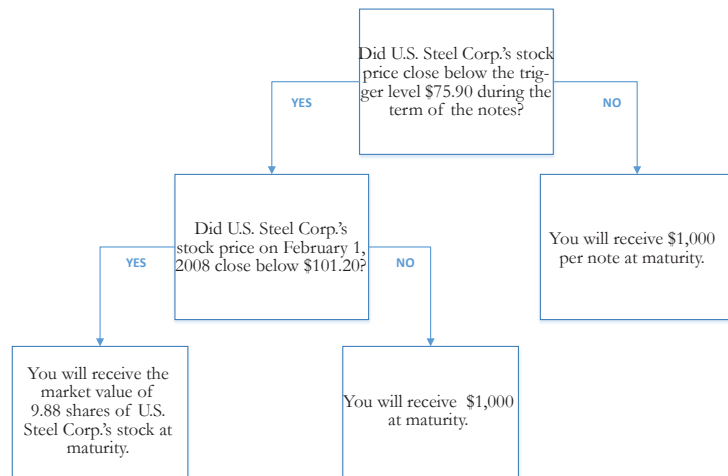 Did U.S. Steel Corp.'s stock
price close below the trig-
ger level $75.90 during the
term of the notes?
YES
NO
Did U.S. Steel Corp.'s
stock price on February 1,
2008 close below $101.20?
You will receive $1,000
per note at maturity.
YES
NO
You will receive the
market value of
9.88 shares of U.S.
Steel Corp.'s stock at
maturity.
You will receive $1,000
at maturity.